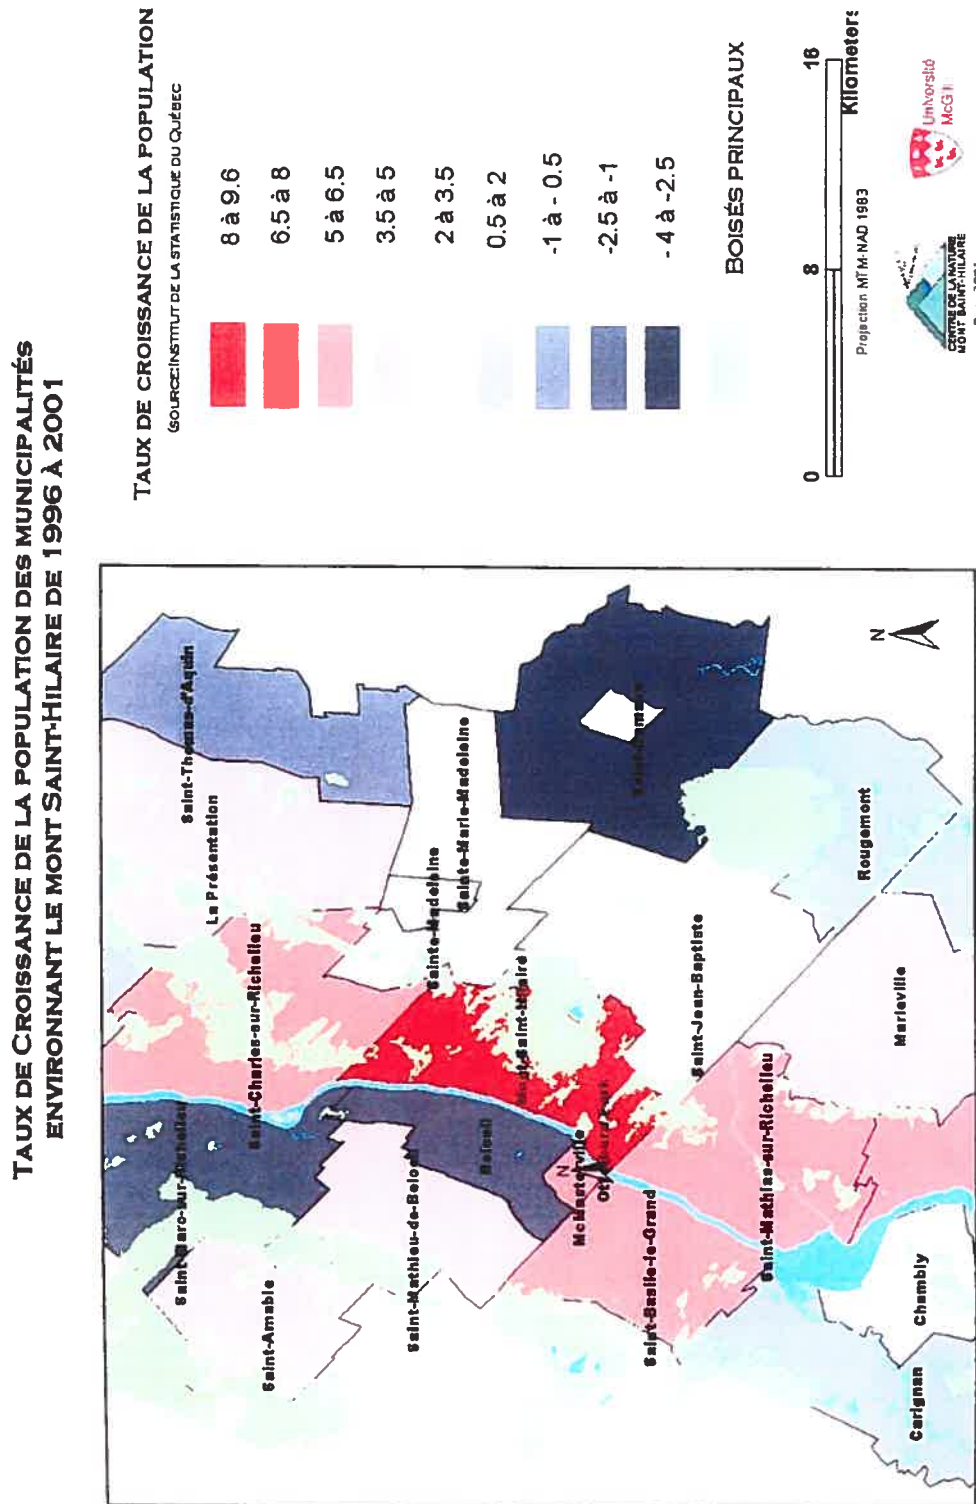 TAUX DE CROISSANCE DE LA POPULATION DES MUNICIPALITÉS
ENVIRONNANT LE MONT SAINT-HILAIRE DE 1996 À 2001
Saint-Thomas-d'Aquin
La Présentation
Saint-Charles-sur-Richelieu
Saint-Marc-sur-Richelieu
Saint-Amable
Sainte-Madeleine
Sainte-Marie-Madeleine
Saint-Mathieu-de-Beloeil
Beloeil
Mont-Saint-Hilaire
McMasterville
N
Otterburn Park
Saint-Basile-le-Grand
Saint-Jean-Baptiste
Saint-Mathias-sur-Richelieu
Rougemont
Marieville
Chambly
Carignan
N
TAUX DE CROISSANCE DE LA POPULATION
(SOURCE:INSTITUT DE LA STATISTIQUE DU QUÉBEC
8 à 9.6
6.5 à 8
5 à 6.5
3.5 à 5
2 à 3.5
0.5 à 2
-1 à - 0.5
-2.5 à -1
- 4 à -2.5
BOISÉS PRINCIPAUX
0 8 16
Kilometers
Projection MTM-NAD 1983
CENTRE DE LA NATURE
MONT SAINT-HILAIRE
Université
McGill